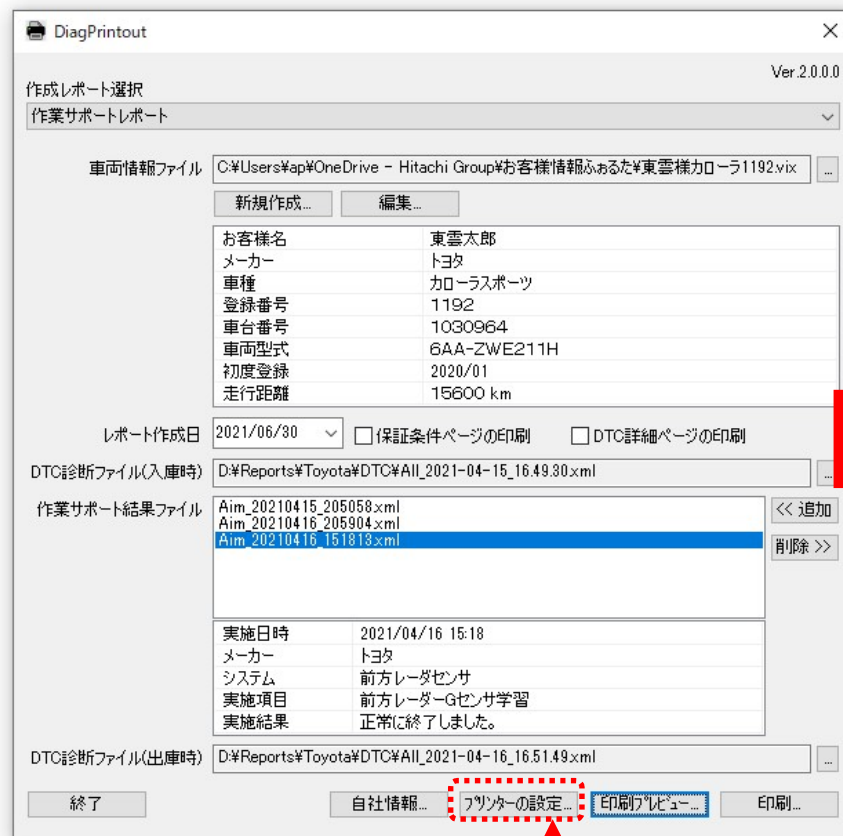 DiagPrintout
Ver.2.0.0.0
作成レポート選択
作業サポートレポート
車両情報ファイル C:¥Users¥ap¥OneDrive - Hitachi Group¥お客様情報ふぉるた¥東雲様カローラ1192.vix ...
新規作成... 編集...
お客様名 東雲太郎
メーカー トヨタ
車種 カローラスポーツ
登録番号 1192
車台番号 1030964
車両型式 6AA-ZWE211H
初度登録 2020/01
走行距離 15600 km
レポート作成日 2021/06/30 保証条件ページの印刷 DTC詳細ページの印刷
DTC診断ファイル(入庫時) D:¥Reports¥Toyota¥DTC¥All_2021-04-15_16.49.30.xml ...
作業サポート結果ファイル Aim_20210415_205058.xml << 追加
Aim_20210416_205904.xml
Aim_20210416_151813.xml 削除 >>
実施日時 2021/04/16 15:18
メーカー トヨタ
システム 前方レーダセンサ
実施項目 前方レーダーGセンサ学習
実施結果 正常に終了しました。
DTC診断ファイル(出庫時) D:¥Reports¥Toyota¥DTC¥All_2021-04-16_16.51.49.xml ...
終了 自社情報... プリンターの設定... 印刷プレビュー... 印刷...